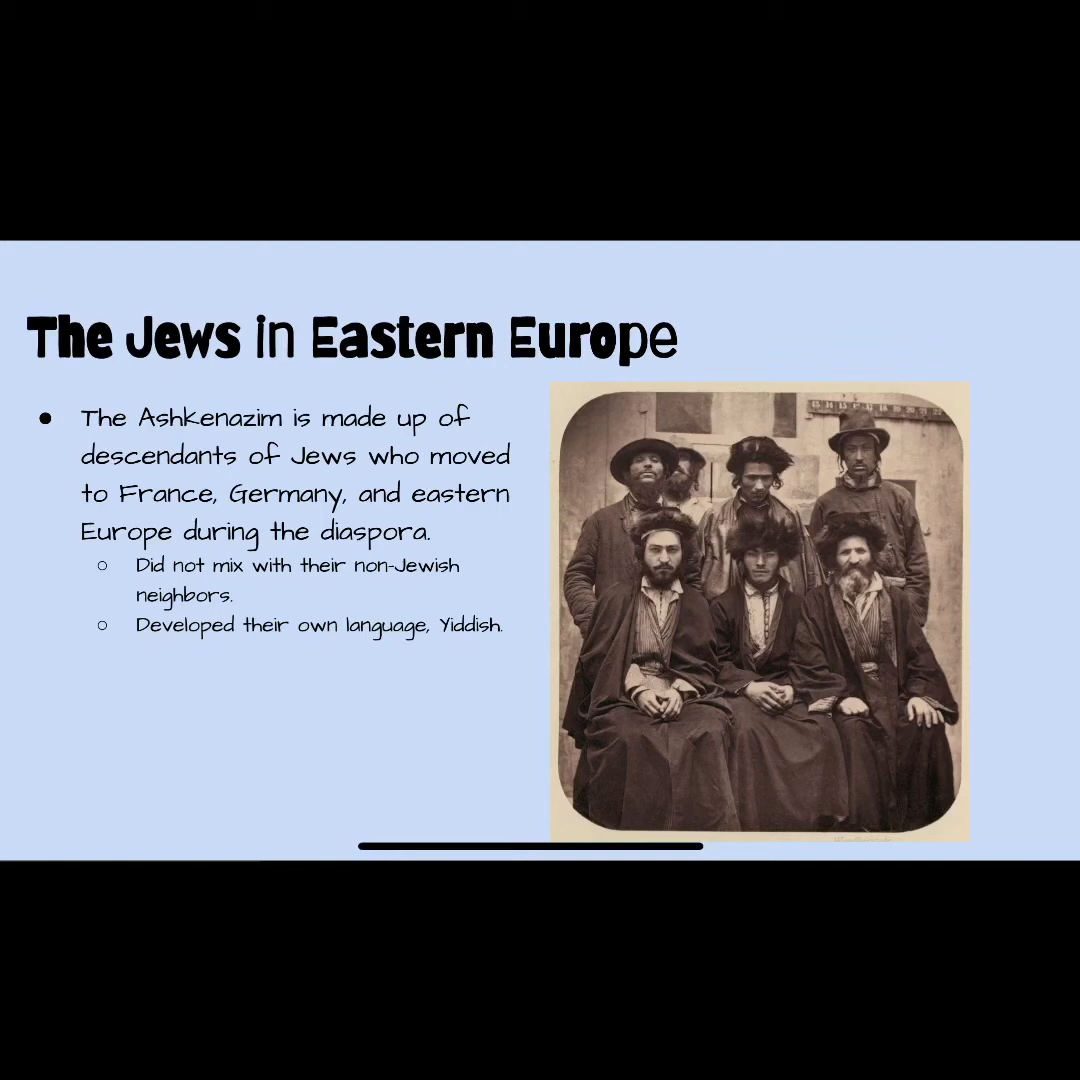 The Jews in Eastern Europe
● The Ashkenazim is made up of
descendants of Jews who moved
to France, Germany, and eastern
Europe during the diaspora.
○ Did not mix with their non-Jewish
neighbors.
○ Developed their own language, Yiddish.